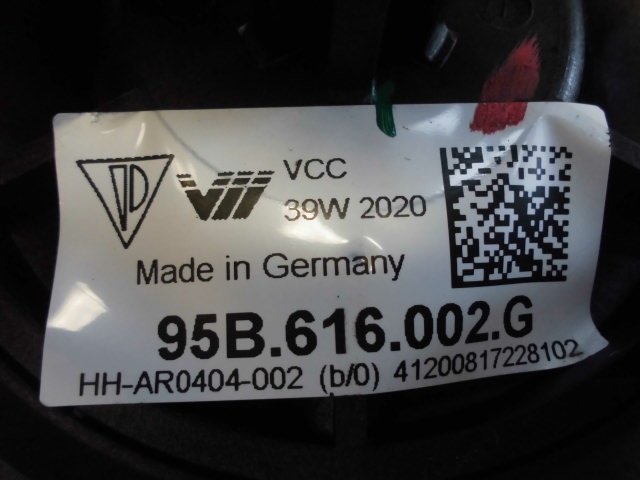 VCC
39W 2020
Made in Germany
95B.616.002.G
HH-AR0404-002 (b/0) 41200817228102